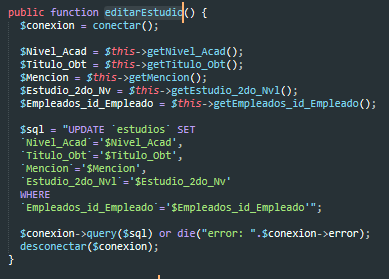 public function editarEstudio() {
$conexion = conectar();
$Nivel_Acad = $this->getNivel_Acad();
$Titulo_Obt = $this->getTitulo_Obt();
$Mencion = $this->getMencion();
$Estudio_2do_Nv = $this->getEstudio_2do_Nvl();
$Empleados_id_Empleado = $this->getEmpleados_id_Empleado();
$sql = "UPDATE `estudios` SET
`Nivel_Acad`='$Nivel_Acad',
`Titulo_Obt`='$Titulo_Obt',
`Mencion`='$Mencion',
`Estudio_2do_Nvl`='$Estudio_2do_Nv'
WHERE
`Empleados_id_Empleado`='$Empleados_id_Empleado'";
$conexion->query($sql) or die("error: ".$conexion->error);
desconectar($conexion);
}